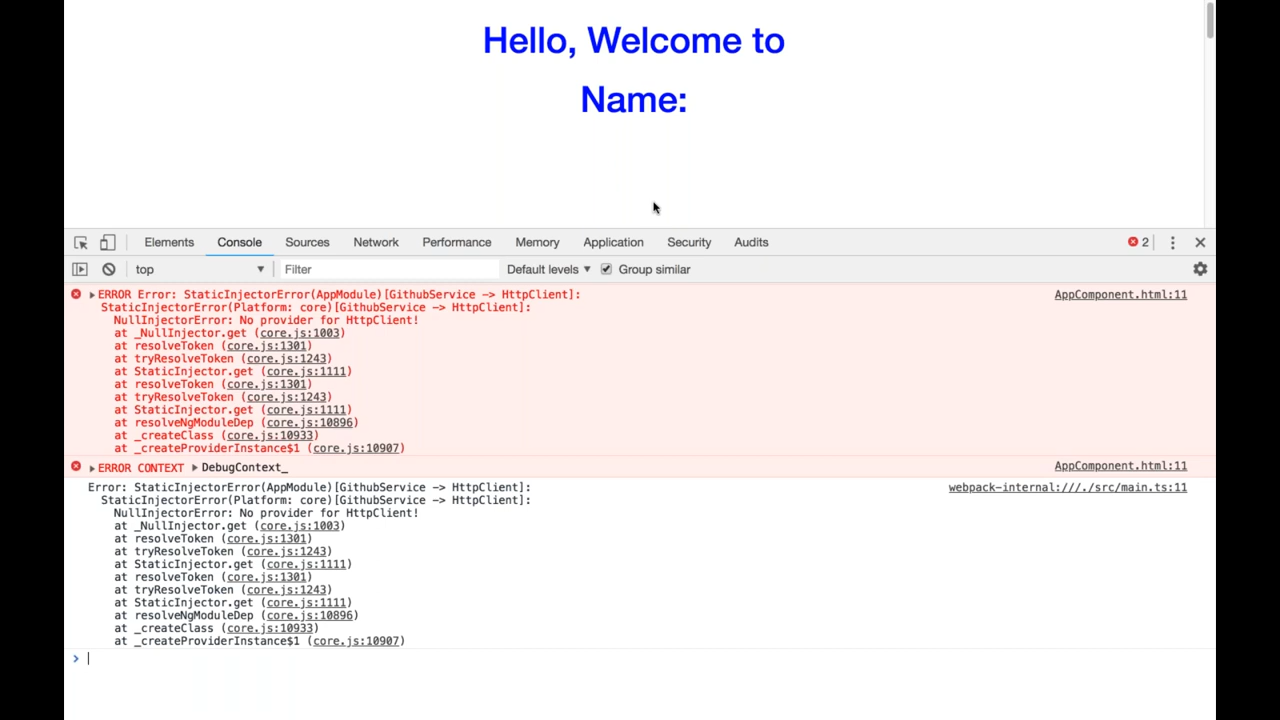 Hello, Welcome to
Name:
Elements Console Sources Network Performance Memory Application Security Audits 2
top Filter Default levels Group similar
ERROR Error: StaticInjectorError(AppModule)[GithubService -> HttpClient]: AppComponent.html:11
StaticInjectorError(Platform: core)[GithubService -> HttpClient]:
NullInjectorError: No provider for HttpClient!
at _NullInjector.get (core.js:1003)
at resolveToken (core.js:1301)
at tryResolveToken (core.js:1243)
at StaticInjector.get (core.js:1111)
at resolveToken (core.js:1301)
at tryResolveToken (core.js:1243)
at StaticInjector.get (core.js:1111)
at resolveNgModuleDep (core.js:10896)
at _createClass (core.js:10933)
at _createProviderInstance$1 (core.js:10907)
ERROR CONTEXT DebugContext_ AppComponent.html:11
Error: StaticInjectorError(AppModule)[GithubService -> HttpClient]: webpack-internal:///./src/main.ts:11
StaticInjectorError(Platform: core)[GithubService -> HttpClient]:
NullInjectorError: No provider for HttpClient!
at _NullInjector.get (core.js:1003)
at resolveToken (core.js:1301)
at tryResolveToken (core.js:1243)
at StaticInjector.get (core.js:1111)
at resolveToken (core.js:1301)
at tryResolveToken (core.js:1243)
at StaticInjector.get (core.js:1111)
at resolveNgModuleDep (core.js:10896)
at _createClass (core.js:10933)
at _createProviderInstance$1 (core.js:10907)